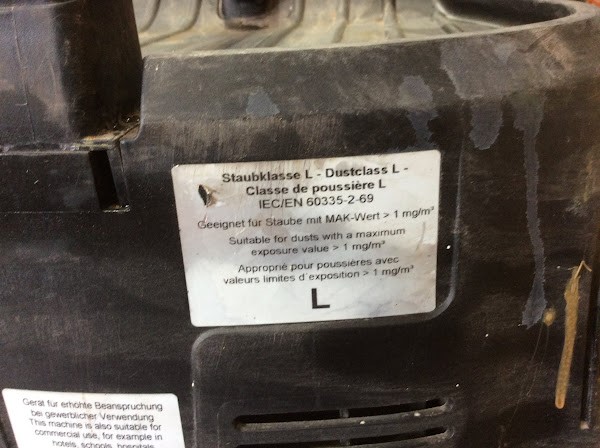 Staubklasse L - Dustclass L -
Classe de poussière L
IEC/EN 60335-2-69
Geeignet für Staube mit MAK-Wert > 1 mg/m³
Suitable for dusts with a maximum
exposure value > 1 mg/m³
Approprié pour poussières avec
valeurs limites d'exposition > 1 mg/m³
L
Gerät für erhöhte Beanspruchung
bei gewerblicher Verwendung
This machine is also suitable for
commercial use, for example in
hotels, schools, hospitals